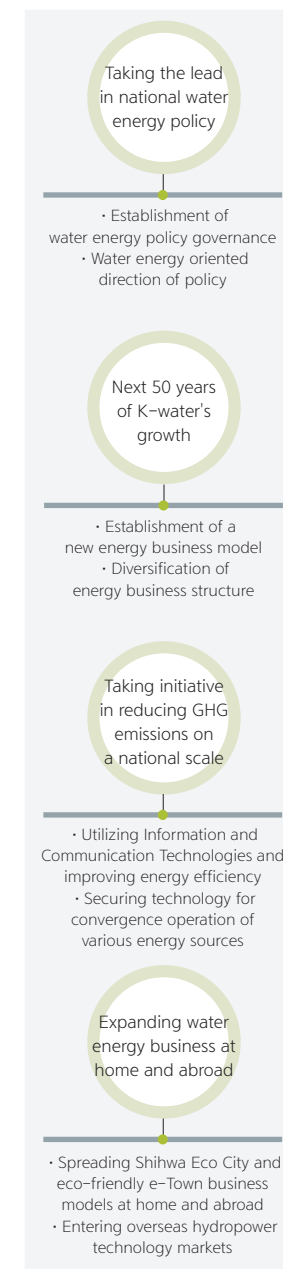 Taking the lead
in national water
energy policy
· Establishment of
water energy policy governance
· Water energy oriented
direction of policy
Next 50 years
of K-water's
growth
· Establishment of a
new energy business model
· Diversification of
energy business structure
Taking initiative
in reducing GHG
emissions on
a national scale
· Utilizing Information and
Communication Technologies and
improving energy efficiency
· Securing technology for
convergence operation of
various energy sources
Expanding water
energy business at
home and abroad
· Spreading Shihwa Eco City and
eco-friendly e-Town business
models at home and abroad
· Entering overseas hydropower
technology markets